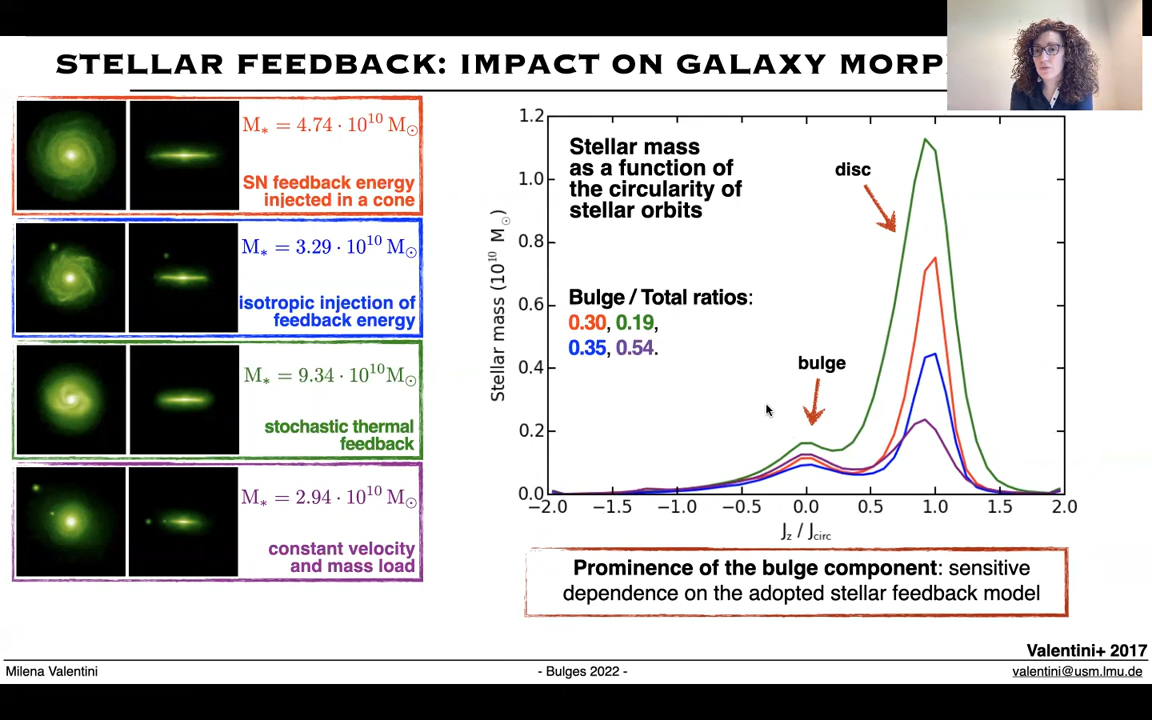 STELLAR FEEDBACK: IMPACT ON GALAXY MORP
M* = 4.74 · 10^10 M⊙
SN feedback energy
injected in a cone
M* = 3.29 · 10^10 M⊙
isotropic injection of
feedback energy
M* = 9.34 · 10^10 M⊙
stochastic thermal
feedback
M* = 2.94 · 10^10 M⊙
constant velocity
and mass load
Stellar mass
as a function of
the circularity of
stellar orbits
disc
Bulge / Total ratios:
0.30, 0.19,
0.35, 0.54.
bulge
Stellar mass (10^10 M⊙)
1.2
1.0
0.8
0.6
0.4
0.2
0.0
−2.0 −1.5 −1.0 −0.5 0.0 0.5 1.0 1.5 2.0
Jz / Jcirc
Prominence of the bulge component: sensitive
dependence on the adopted stellar feedback model
Valentini+ 2017
Milena Valentini - Bulges 2022 - valentini@usm.lmu.de